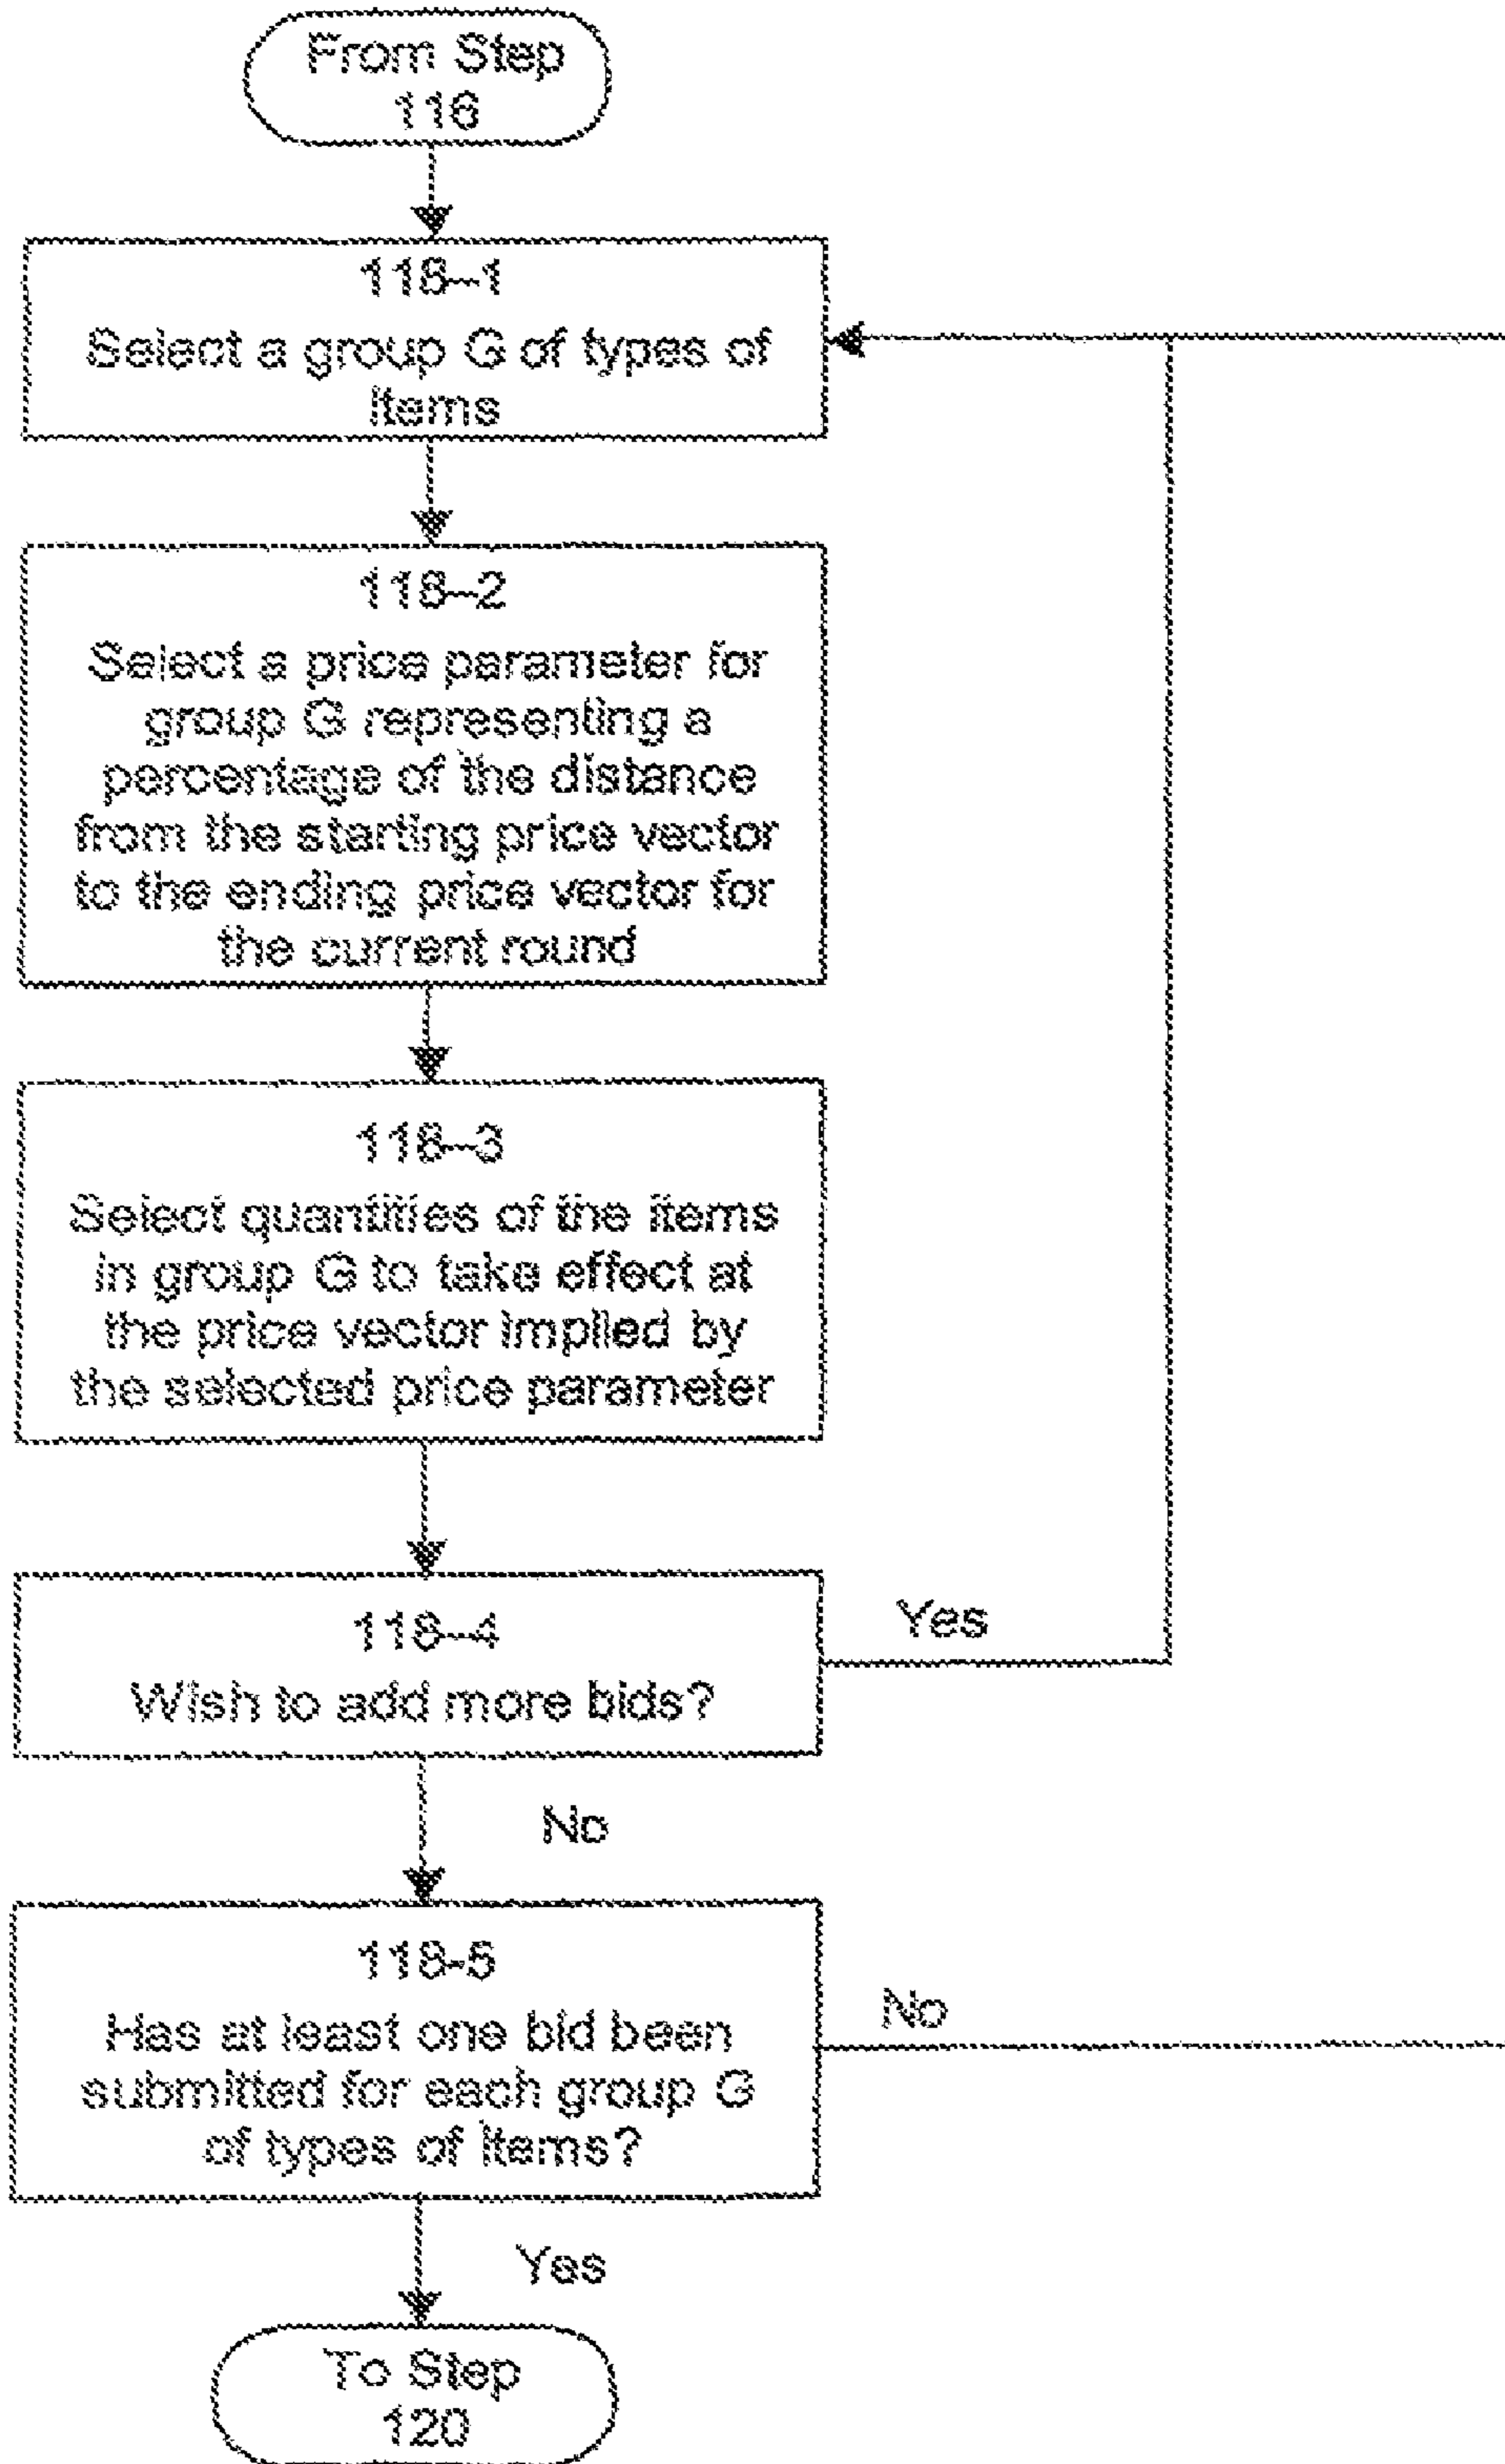 From Step
116
118-1
Select a group G of types of
items
118-2
Select a price parameter for
group G representing a
percentage of the distance
from the starting price vector
to the ending price vector for
the current round
118-3
Select quantities of the items
in group G to take effect at
the price vector implied by
the selected price parameter
118-4
Wish to add more bids?
Yes
No
118-5
Has at least one bid been
submitted for each group G
of types of items?
No
Yes
To Step
120